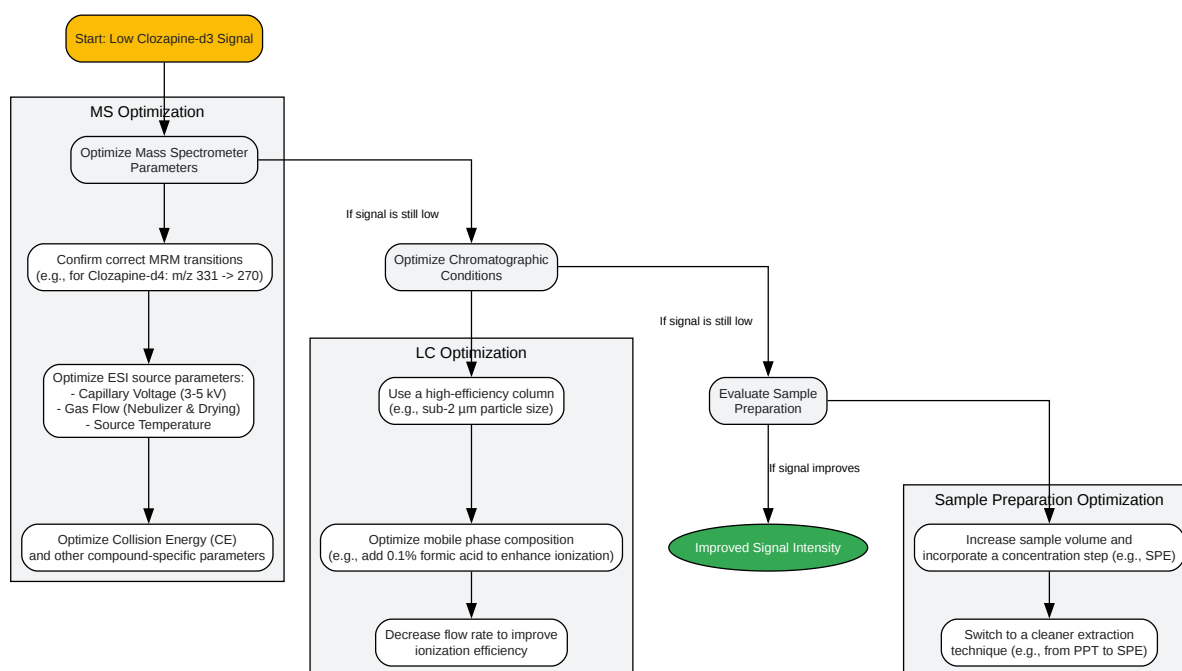 Start: Low Clozapine-d3 Signal
MS Optimization
Optimize Mass Spectrometer
Parameters
If signal is still low
Confirm correct MRM transitions
(e.g., for Clozapine-d4: m/z 331 -> 270)
Optimize Chromatographic
Conditions
If signal is still low
LC Optimization
Optimize ESI source parameters:
- Capillary Voltage (3-5 kV)
- Gas Flow (Nebulizer & Drying)
- Source Temperature
Use a high-efficiency column
(e.g., sub-2 µm particle size)
Evaluate Sample
Preparation
If signal improves
Sample Preparation Optimization
Optimize Collision Energy (CE)
and other compound-specific parameters
Optimize mobile phase composition
(e.g., add 0.1% formic acid to enhance ionization)
Improved Signal Intensity
Increase sample volume and
incorporate a concentration step (e.g., SPE)
Decrease flow rate to improve
ionization efficiency
Switch to a cleaner extraction
technique (e.g., from PPT to SPE)